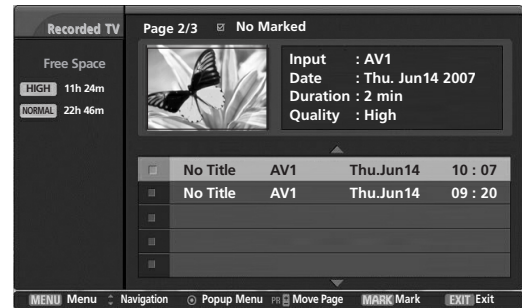 Recorded TV
Page 2/3 No Marked
Free Space
HIGH 11h 24m
NORMAL 22h 46m
Input : AV1
Date : Thu. Jun14 2007
Duration : 2 min
Quality : High
No Title AV1 Thu.Jun14 10 : 07
No Title AV1 Thu.Jun14 09 : 20
MENU Menu Navigation Popup Menu PR Move Page MARK Mark EXIT Exit